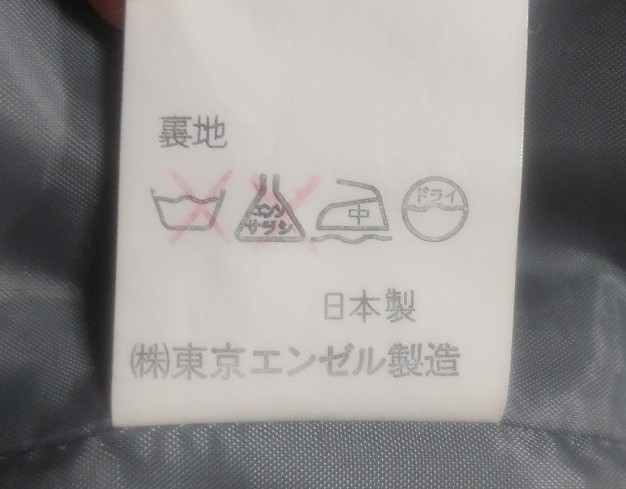 裏地
エンソ サラシ 中 ドライ
日本製
㈱東京エンゼル製造